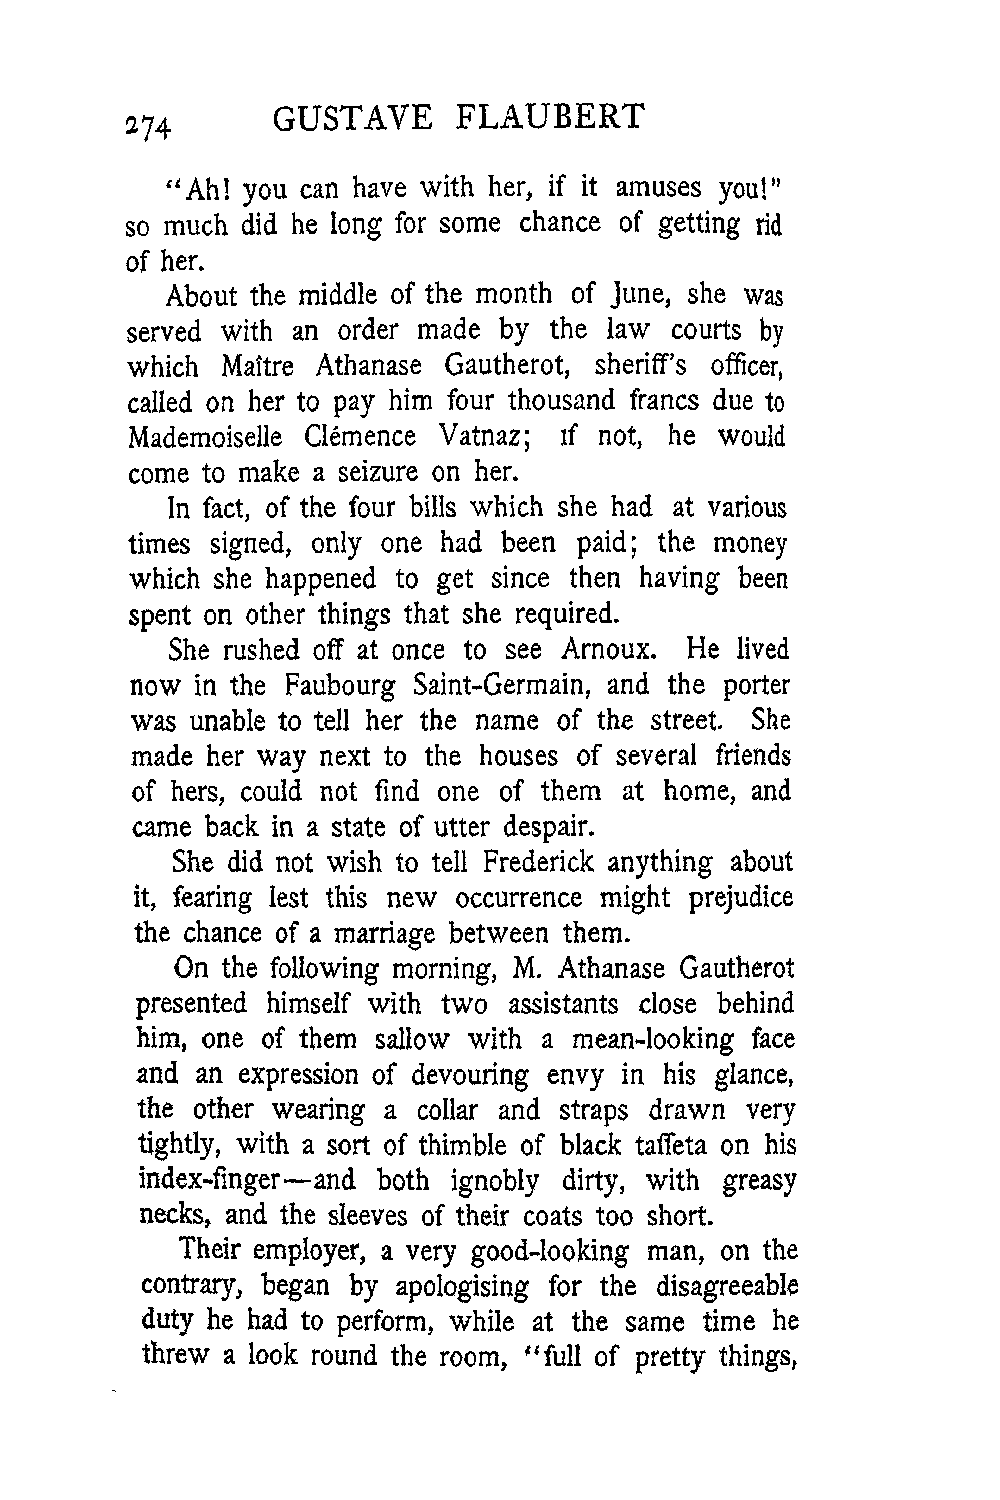 274 GUSTAVE FLAUBERT
“Ah! you can have with her, if it amuses you!”
so much did he long for some chance of getting rid
of her.
About the middle of the month of June, she was
served with an order made by the law courts by
which Maître Athanase Gautherot, sheriff's officer,
called on her to pay him four thousand francs due to
Mademoiselle Clémence Vatnaz; if not, he would
come to make a seizure on her.
In fact, of the four bills which she had at various
times signed, only one had been paid; the money
which she happened to get since then having been
spent on other things that she required.
She rushed off at once to see Arnoux. He lived
now in the Faubourg Saint-Germain, and the porter
was unable to tell her the name of the street. She
made her way next to the houses of several friends
of hers, could not find one of them at home, and
came back in a state of utter despair.
She did not wish to tell Frederick anything about
it, fearing lest this new occurrence might prejudice
the chance of a marriage between them.
On the following morning, M. Athanase Gautherot
presented himself with two assistants close behind
him, one of them sallow with a mean-looking face
and an expression of devouring envy in his glance,
the other wearing a collar and straps drawn very
tightly, with a sort of thimble of black taffeta on his
index-finger—and both ignobly dirty, with greasy
necks, and the sleeves of their coats too short.
Their employer, a very good-looking man, on the
contrary, began by apologising for the disagreeable
duty he had to perform, while at the same time he
threw a look round the room, “full of pretty things,